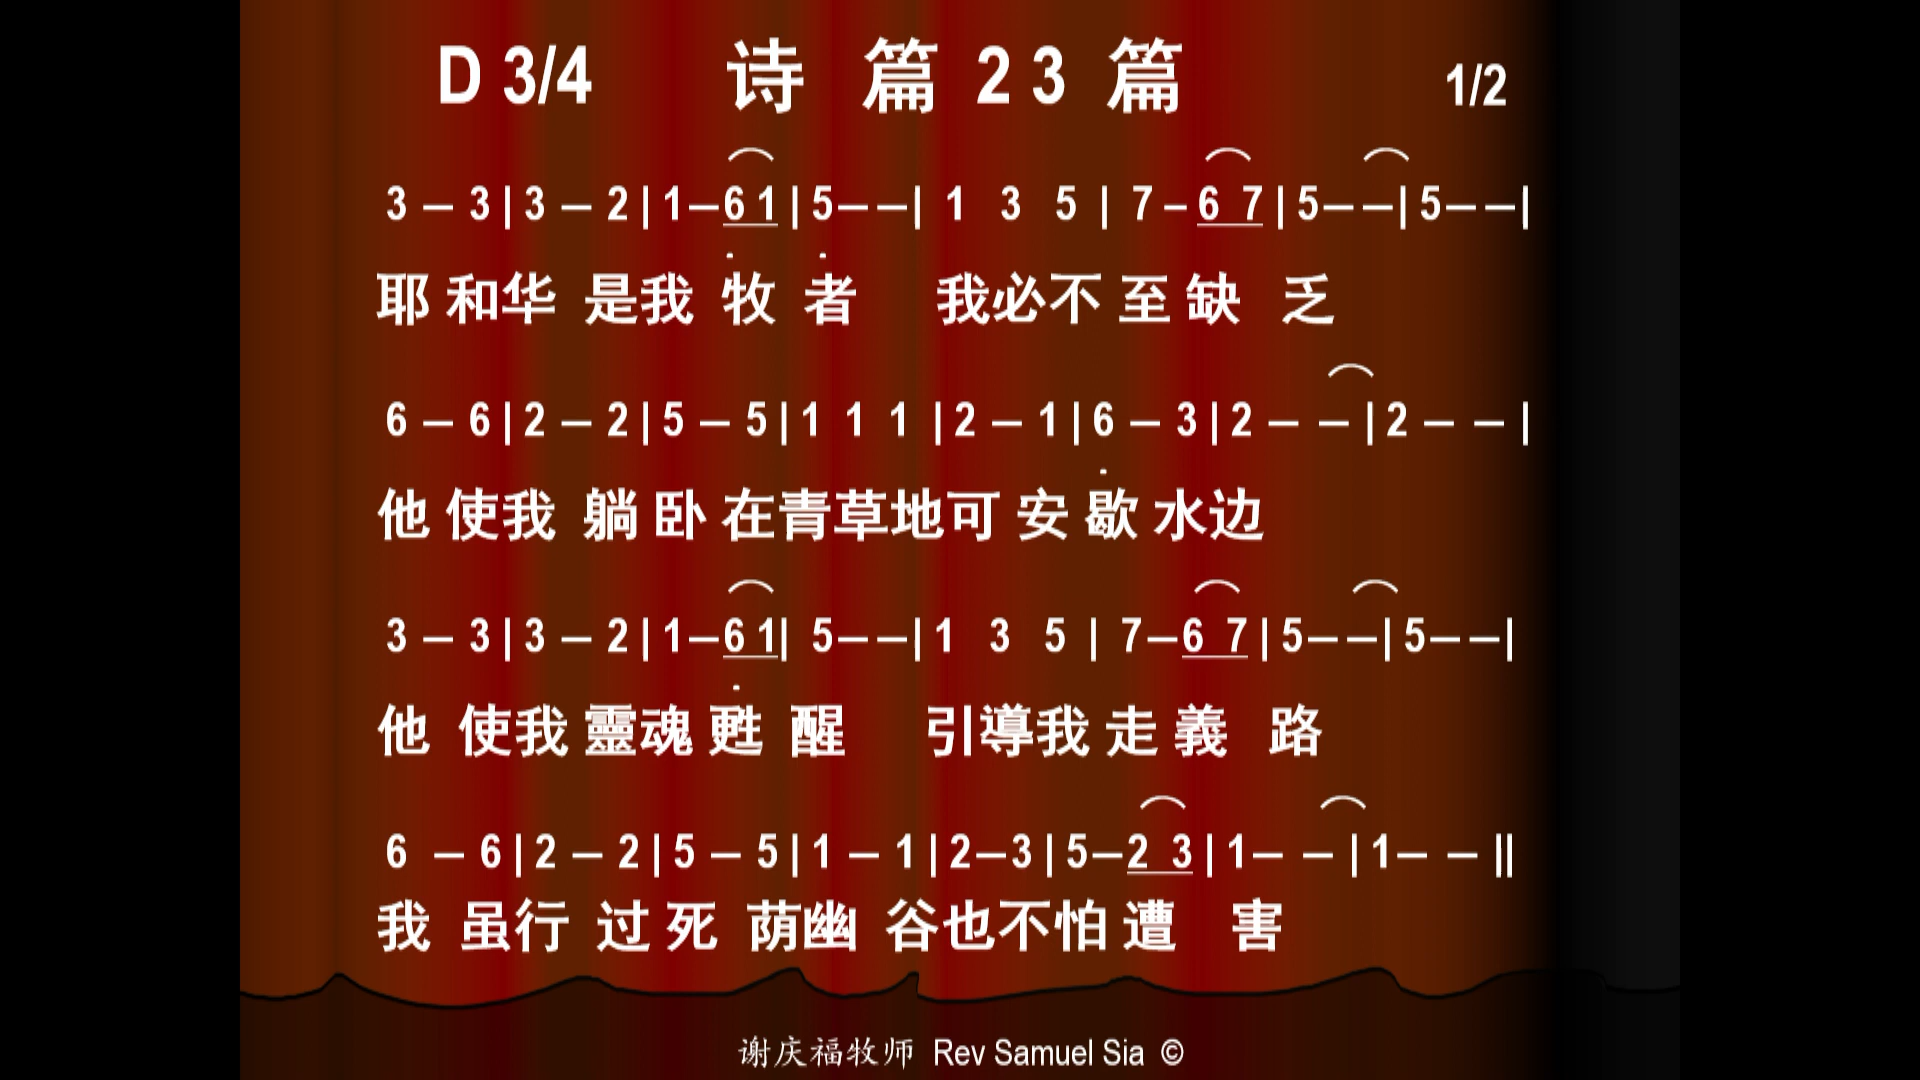 D 3/4 诗 篇 2 3 篇 1/2
3 – 3 | 3 – 2 | 1 – 6̣ 1 | 5̣ – – | 1 3 5 | 7 – 6 7 | 5 – – | 5 – – |
耶 和华 是我 牧 者 我必不 至 缺 乏
6 – 6 | 2 – 2 | 5 – 5 | 1 1 1 | 2 – 1 | 6̣ – 3 | 2 – – | 2 – – |
他 使我 躺 卧 在青草地可 安 歇 水边
3 – 3 | 3 – 2 | 1 – 6̣ 1 | 5 – – | 1 3 5 | 7 – 6 7 | 5 – – | 5 – – |
他 使我 靈魂 甦 醒 引導我 走 義 路
6 – 6 | 2 – 2 | 5 – 5 | 1 – 1 | 2 – 3 | 5 – 2 3 | 1 – – | 1 – – ||
我 虽行 过 死 荫幽 谷也不怕 遭 害
谢庆福牧师 Rev Samuel Sia ©